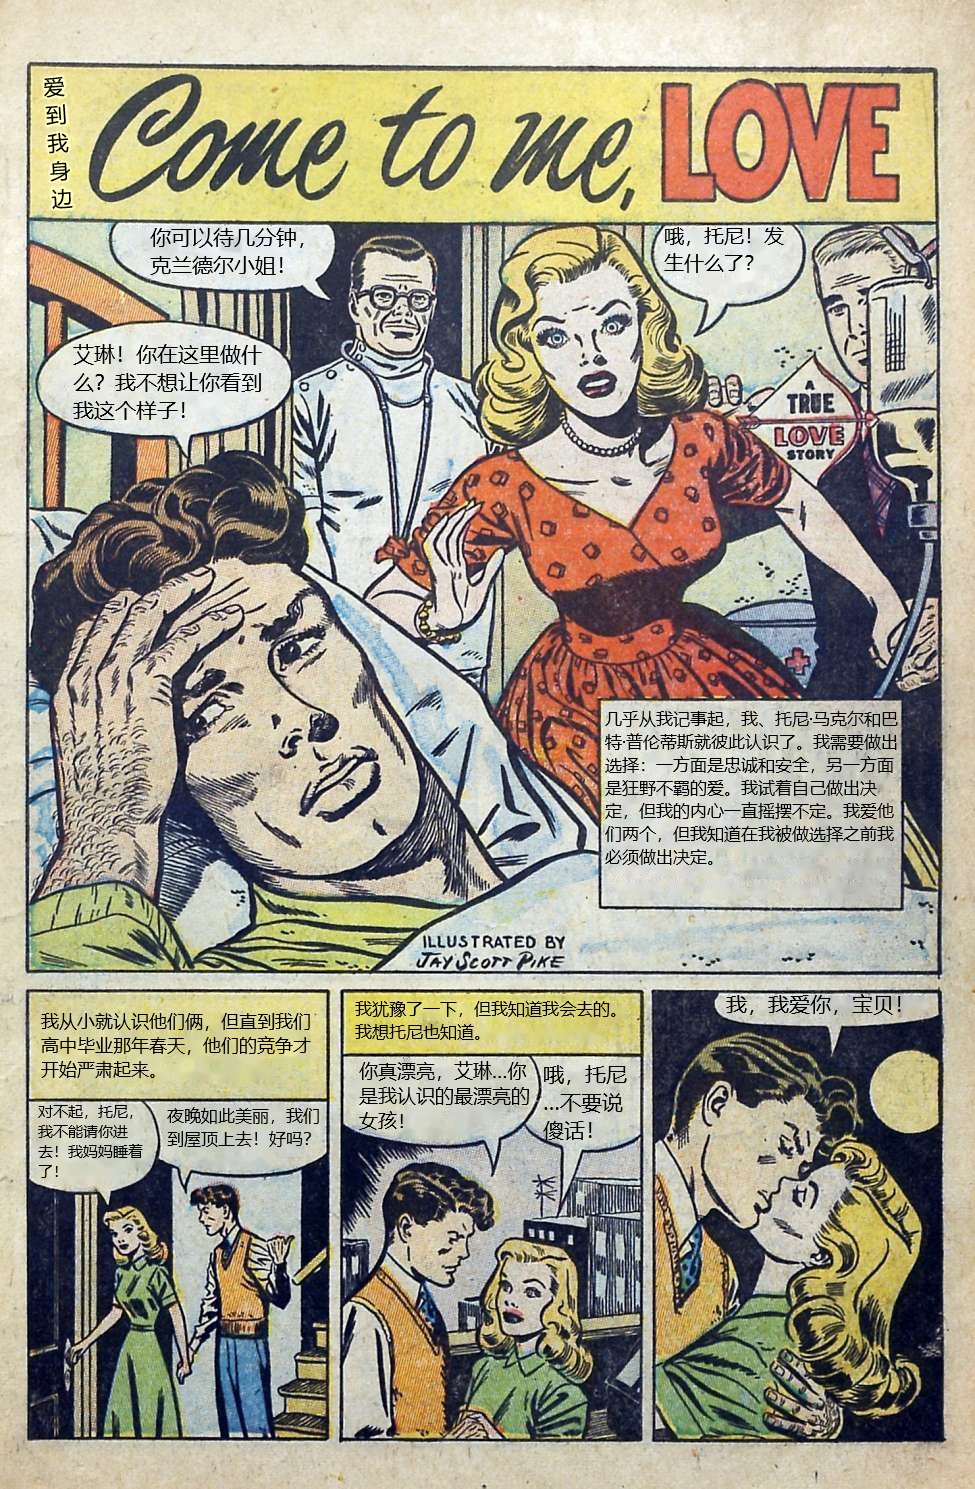 爱到我身边
Come to me, LOVE
你可以待几分钟，
克兰德尔小姐！
哦，托尼！发
生什么了？
艾琳！你在这里做什
么？我不想让你看到
我这个样子！
A
TRUE
LOVE
STORY
几乎从我记事起，我、托尼·马克尔和巴
特·普伦蒂斯就彼此认识了。我需要做出
选择：一方面是忠诚和安全，另一方面
是狂野不羁的爱。我试着自己做出决
定，但我的内心一直摇摆不定。我爱他
们两个，但我知道在我被做选择之前我
必须做出决定。
ILLUSTRATED BY
JAY SCOTT PIKE
我从小就认识他们俩，但直到我们
高中毕业那年春天，他们的竞争才
开始严肃起来。
对不起，托尼，
我不能请你进
去！我妈妈睡着
了！
夜晚如此美丽，我们
到屋顶上去！好吗？
我犹豫了一下，但我知道我会去的。
我想托尼也知道。
你真漂亮，艾琳...你
是我认识的最漂亮的
女孩！
哦，托尼
...不要说
傻话！
我，我爱你，宝贝！